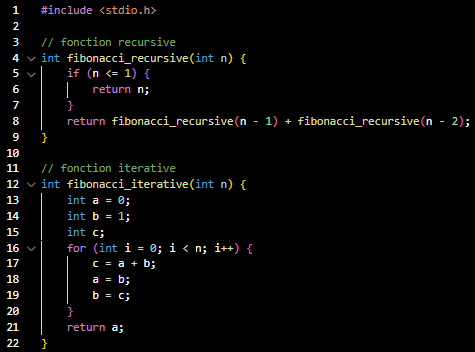 1 #include <stdio.h>
2
3 // fonction recursive
4 int fibonacci_recursive(int n) {
5     if (n <= 1) {
6         return n;
7     }
8     return fibonacci_recursive(n - 1) + fibonacci_recursive(n - 2);
9 }
10
11 // fonction iterative
12 int fibonacci_iterative(int n) {
13     int a = 0;
14     int b = 1;
15     int c;
16     for (int i = 0; i < n; i++) {
17         c = a + b;
18         a = b;
19         b = c;
20     }
21     return a;
22 }